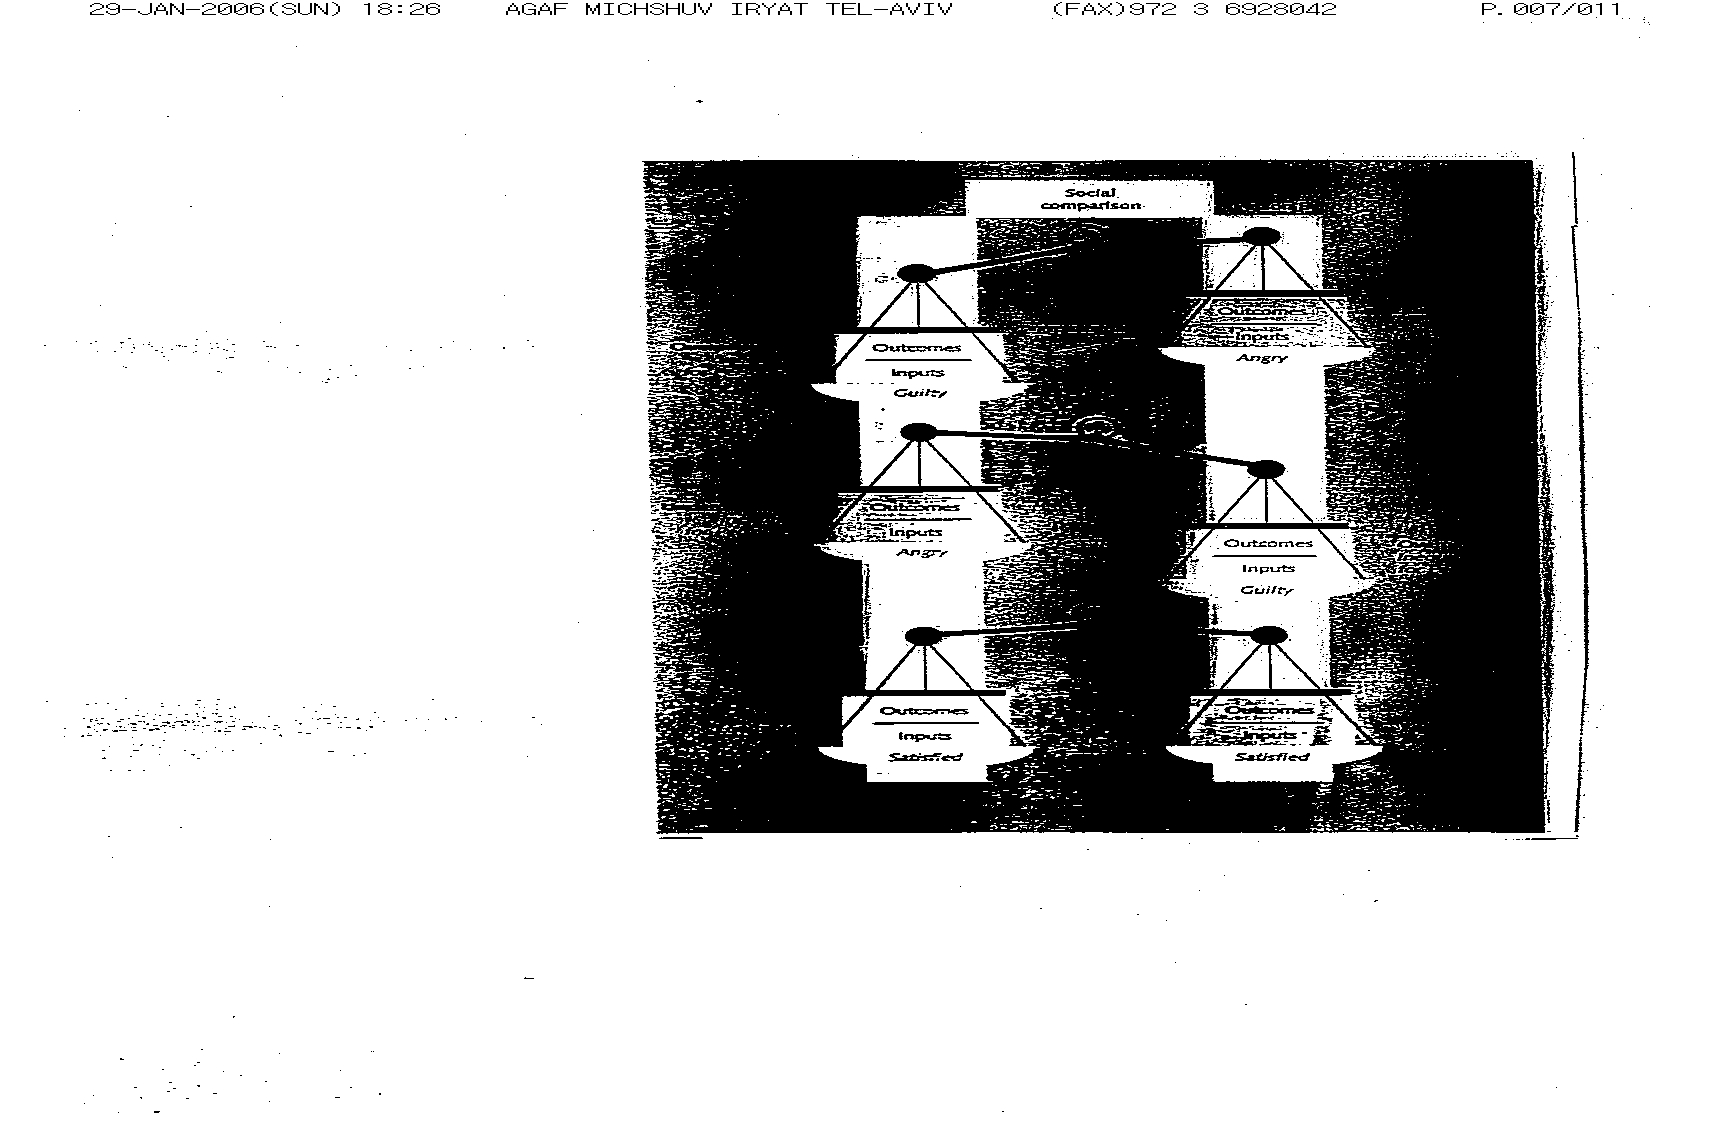 29-JAN-2006(SUN) 18:26 AGAF MICHSHUV IRYAT TEL-AVIV (FAX)972 3 6928042 P.007/011
Social
comparison
Outcomes
Inputs
Angry
Outcomes
Inputs
Guilty
Outcomes
Inputs
Angry
Outcomes
Inputs
Guilty
Outcomes
Inputs
Satisfied
Outcomes
Inputs
Satisfied